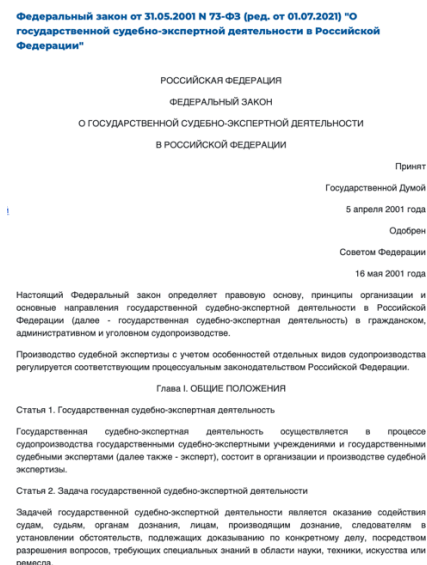 Федеральный закон от 31.05.2001 N 73-ФЗ (ред. от 01.07.2021) "О
государственной судебно-экспертной деятельности в Российской
Федерации"
РОССИЙСКАЯ ФЕДЕРАЦИЯ
ФЕДЕРАЛЬНЫЙ ЗАКОН
О ГОСУДАРСТВЕННОЙ СУДЕБНО-ЭКСПЕРТНОЙ ДЕЯТЕЛЬНОСТИ
В РОССИЙСКОЙ ФЕДЕРАЦИИ
Принят
Государственной Думой
5 апреля 2001 года
Одобрен
Советом Федерации
16 мая 2001 года
Настоящий Федеральный закон определяет правовую основу, принципы организации и
основные направления государственной судебно-экспертной деятельности в Российской
Федерации (далее - государственная судебно-экспертная деятельность) в гражданском,
административном и уголовном судопроизводстве.
Производство судебной экспертизы с учетом особенностей отдельных видов судопроизводства
регулируется соответствующим процессуальным законодательством Российской Федерации.
Глава I. ОБЩИЕ ПОЛОЖЕНИЯ
Статья 1. Государственная судебно-экспертная деятельность
Государственная судебно-экспертная деятельность осуществляется в процессе
судопроизводства государственными судебно-экспертными учреждениями и государственными
судебными экспертами (далее также - эксперт), состоит в организации и производстве судебной
экспертизы.
Статья 2. Задача государственной судебно-экспертной деятельности
Задачей государственной судебно-экспертной деятельности является оказание содействия
судам, судьям, органам дознания, лицам, производящим дознание, следователям в
установлении обстоятельств, подлежащих доказыванию по конкретному делу, посредством
разрешения вопросов, требующих специальных знаний в области науки, техники, искусства или
ремесла.